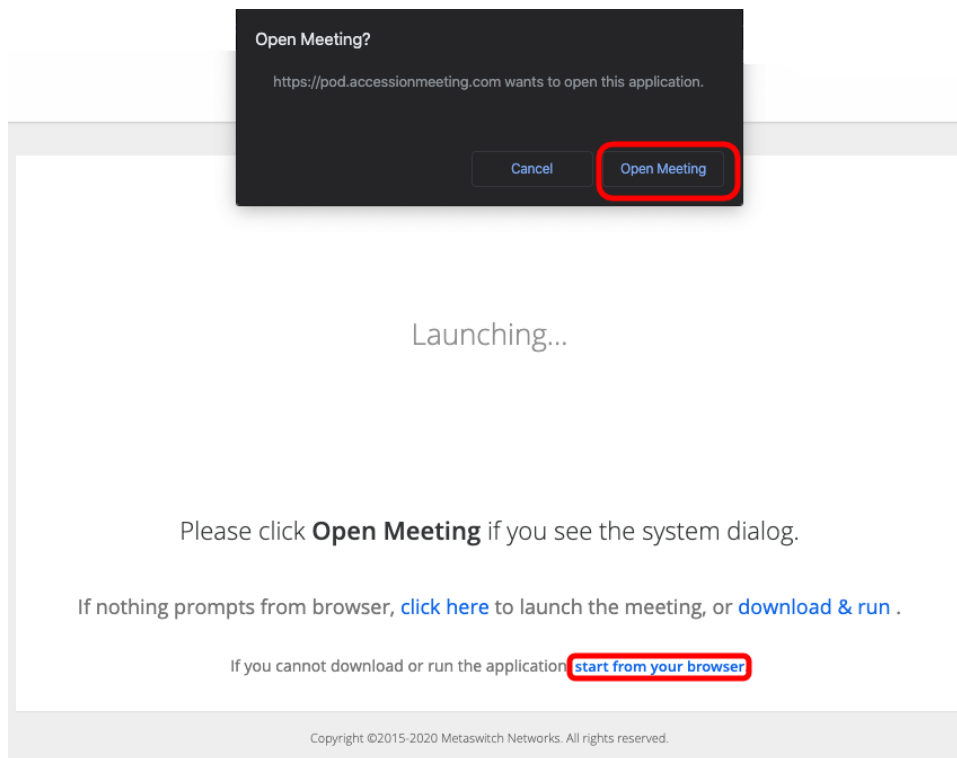 Open Meeting?
https://pod.accessionmeeting.com wants to open this application.
Cancel
Open Meeting
Launching...
Please click Open Meeting if you see the system dialog.
If nothing prompts from browser, click here to launch the meeting, or download & run .
If you cannot download or run the application start from your browser
Copyright ©2015-2020 Metaswitch Networks. All rights reserved.